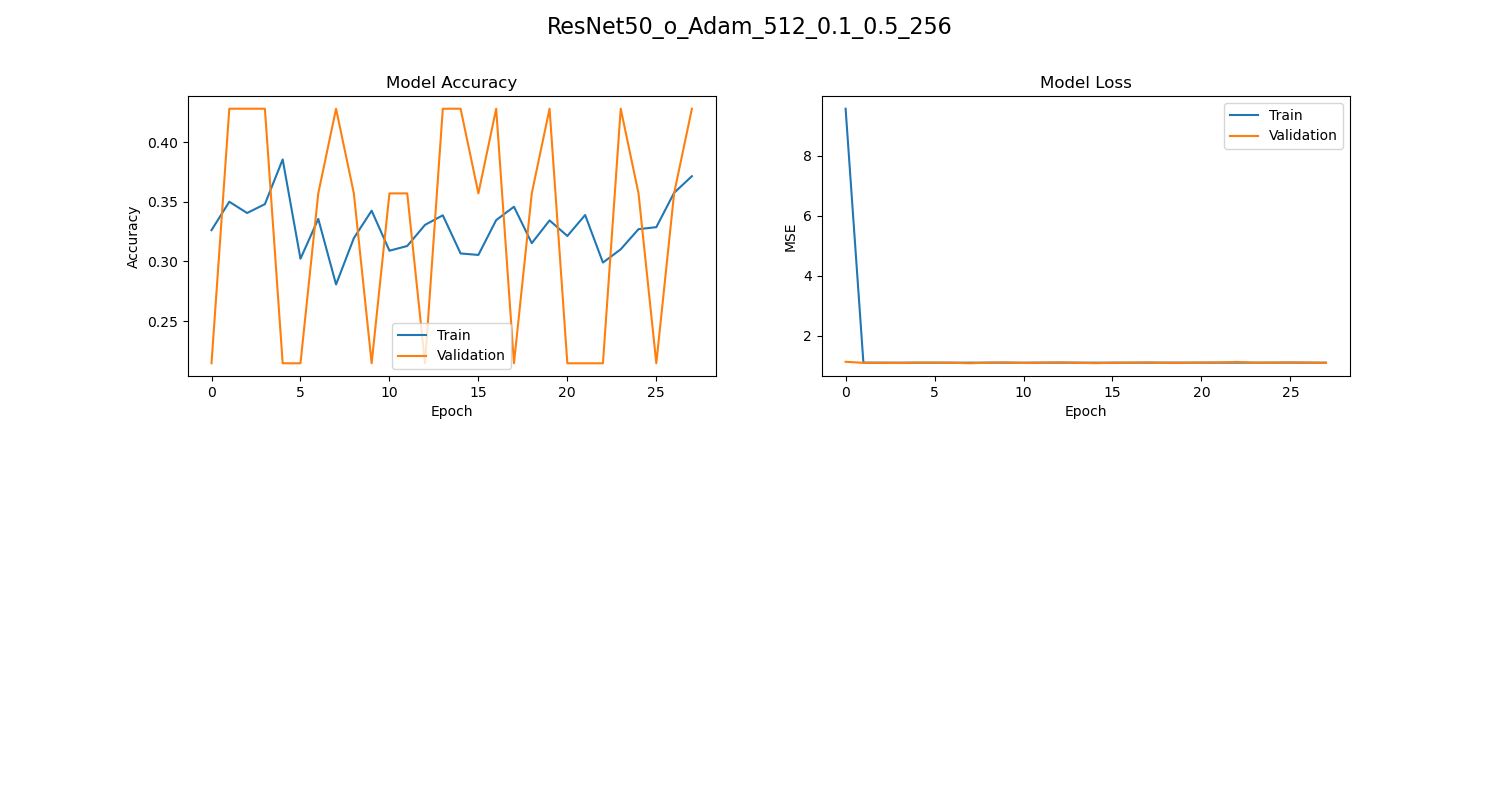 ResNet50_o_Adam_512_0.1_0.5_256
Model Accuracy
Accuracy
0.40
0.35
0.30
0.25
Train
Validation
0 5 10 15 20 25
Epoch
Model Loss
MSE
8
6
4
2
Train
Validation
0 5 10 15 20 25
Epoch